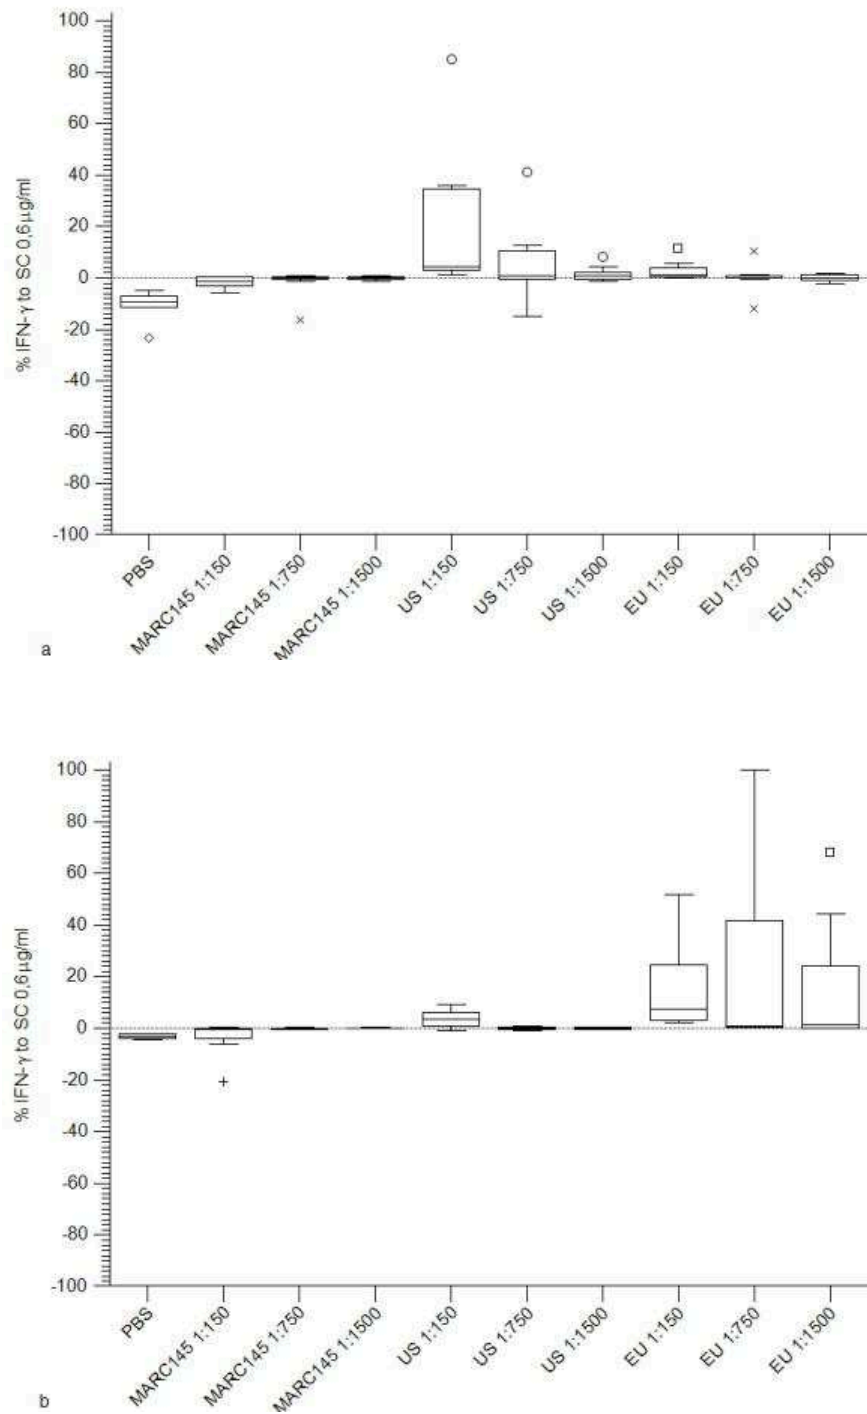 100
80
60
40
20
0
-20
-40
-60
-80
-100
% IFN-γ to SC 0,6μg/ml
PBS
MARC145 1:150
MARC145 1:750
MARC145 1:1500
US 1:150
US 1:750
US 1:1500
EU 1:150
EU 1:750
EU 1:1500
a
100
80
60
40
20
0
-20
-40
-60
-80
-100
% IFN-γ to SC 0,6μg/ml
PBS
MARC145 1:150
MARC145 1:750
MARC145 1:1500
US 1:150
US 1:750
US 1:1500
EU 1:150
EU 1:750
EU 1:1500
b